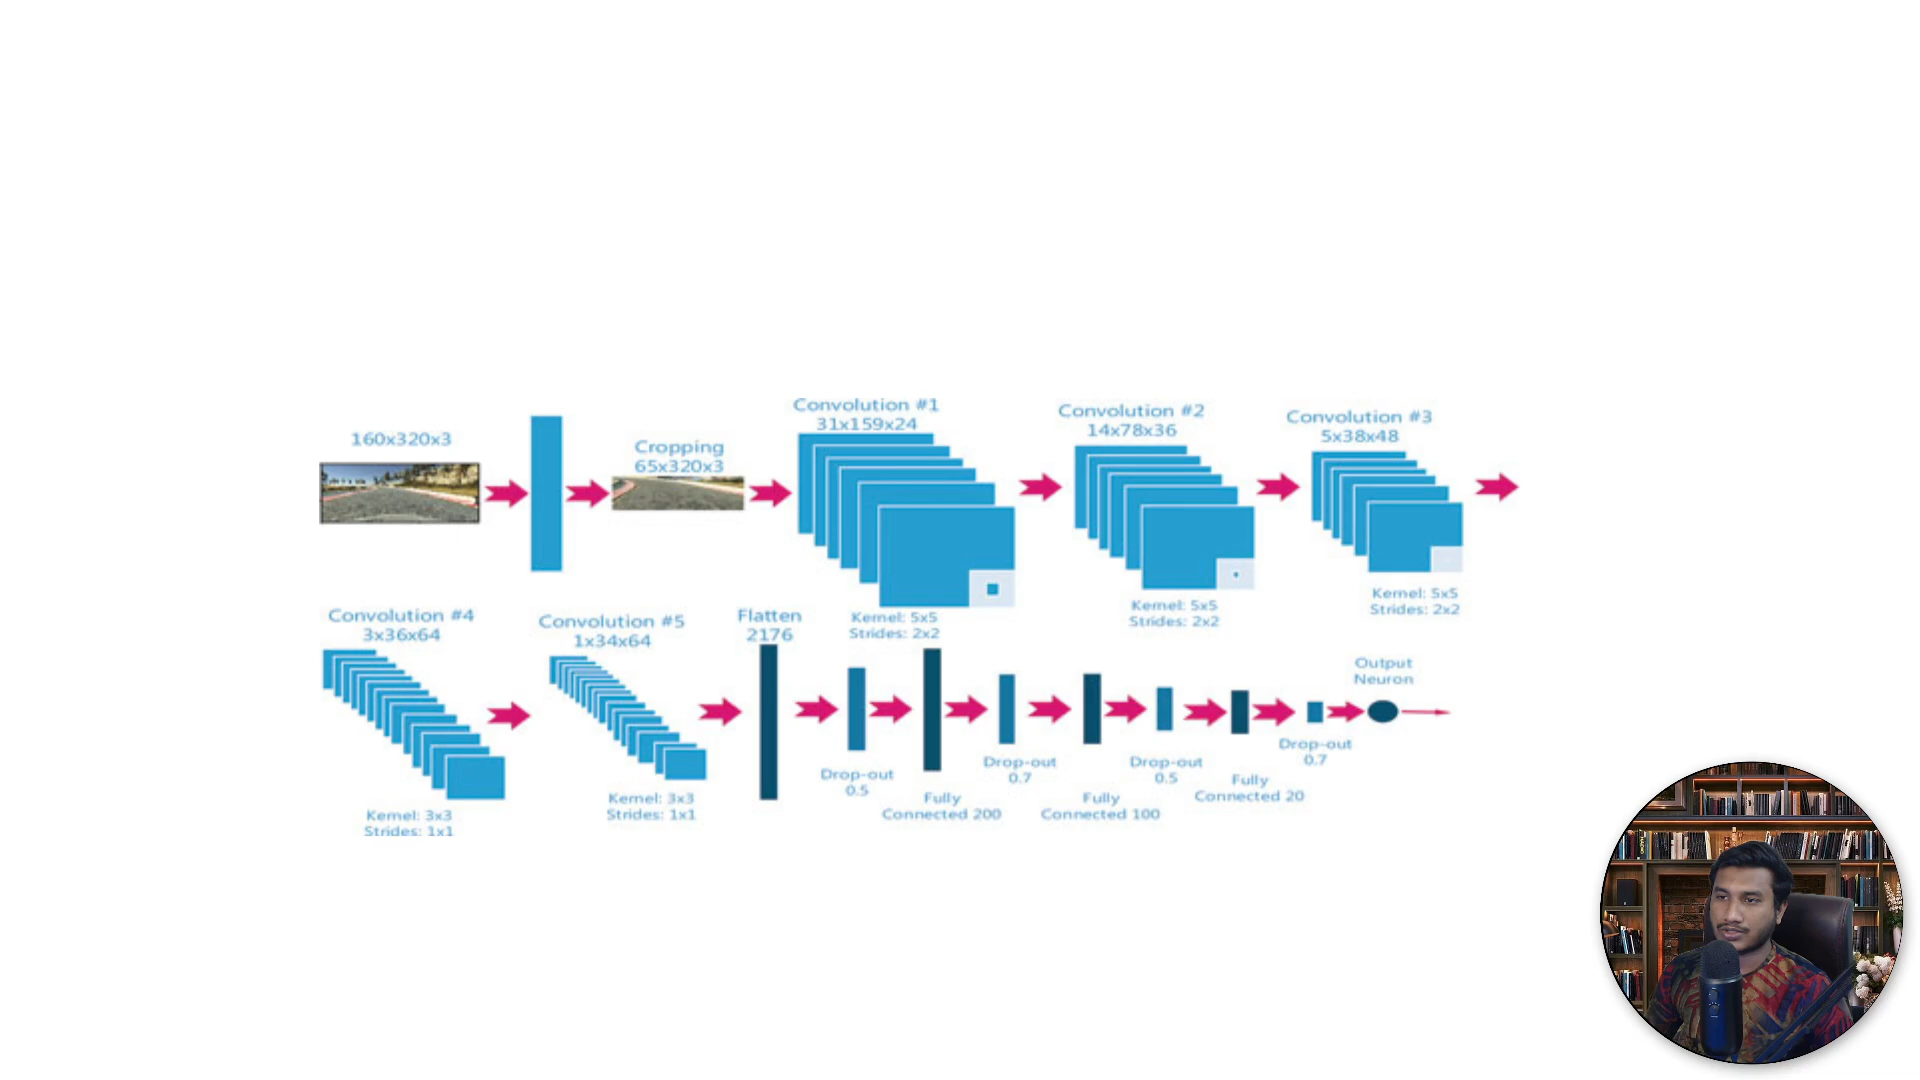 160x320x3
Cropping
65x320x3
Convolution #1
31x159x24
Kernel: 5x5
Strides: 2x2
Convolution #2
14x78x36
Kernel: 5x5
Strides: 2x2
Convolution #3
5x38x48
Kernel: 5x5
Strides: 2x2
Convolution #4
3x36x64
Kernel: 3x3
Strides: 1x1
Convolution #5
1x34x64
Kernel: 3x3
Strides: 1x1
Flatten
2176
Drop-out
0.5
Fully
Connected 200
Drop-out
0.7
Fully
Connected 100
Drop-out
0.5
Fully
Connected 20
Drop-out
0.7
Output
Neuron